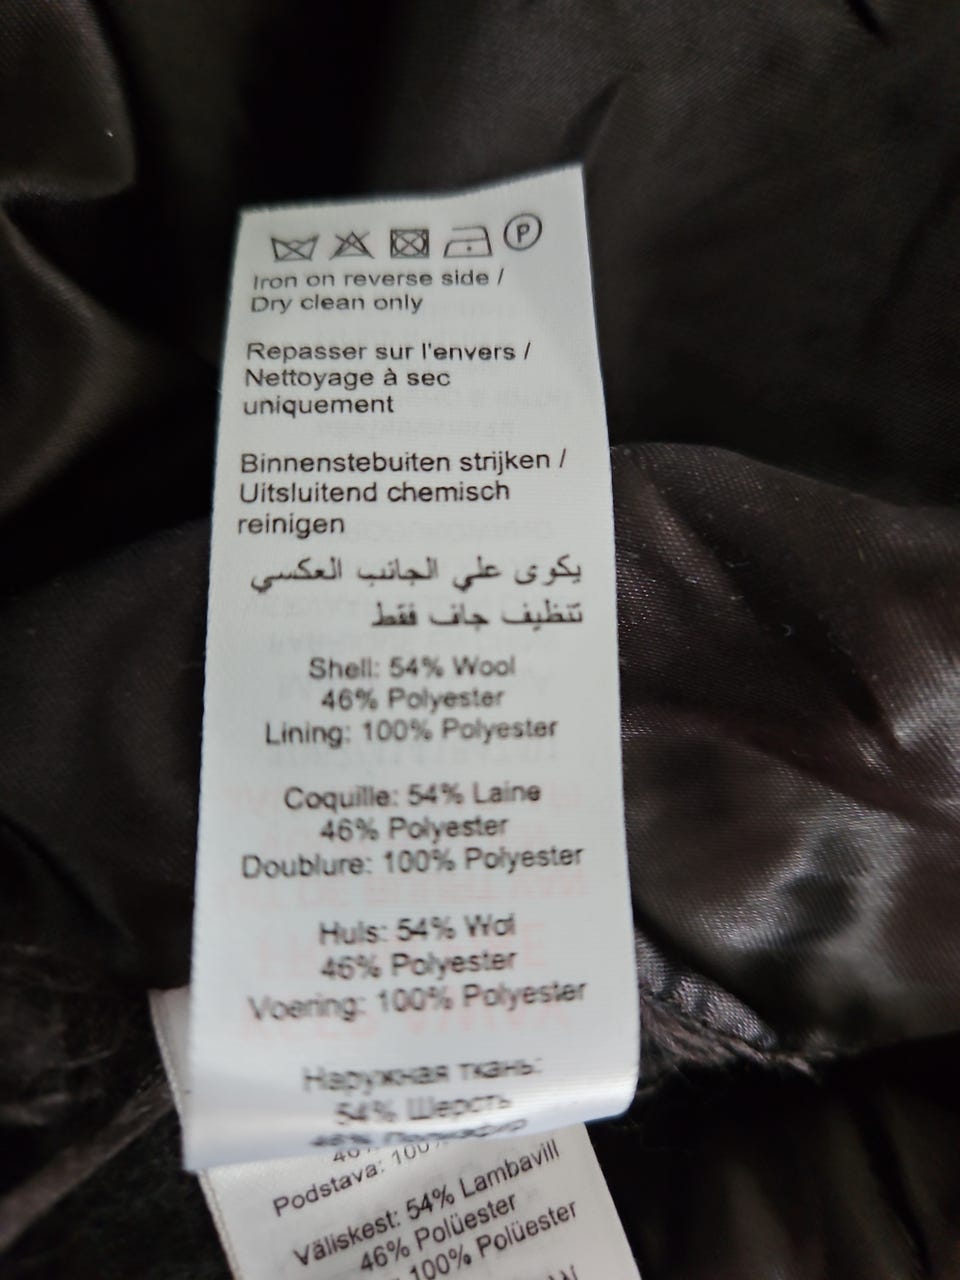 P
Iron on reverse side /
Dry clean only
Repasser sur l'envers /
Nettoyage à sec
uniquement
Binnenstebuiten strijken /
Uitsluitend chemisch
reinigen
يكوى علي الجانب العكسي
تنظيف جاف فقط
Shell: 54% Wool
46% Polyester
Lining: 100% Polyester
Coquille: 54% Laine
46% Polyester
Doublure: 100% Polyester
Huls: 54% Wol
46% Polyester
Voering: 100% Polyester
Наружная ткань:
54% Шерсть
46% Полиэфир
Podstava: 100%
Väliskest: 54% Lambavill
46% Polüester
100% Polüester